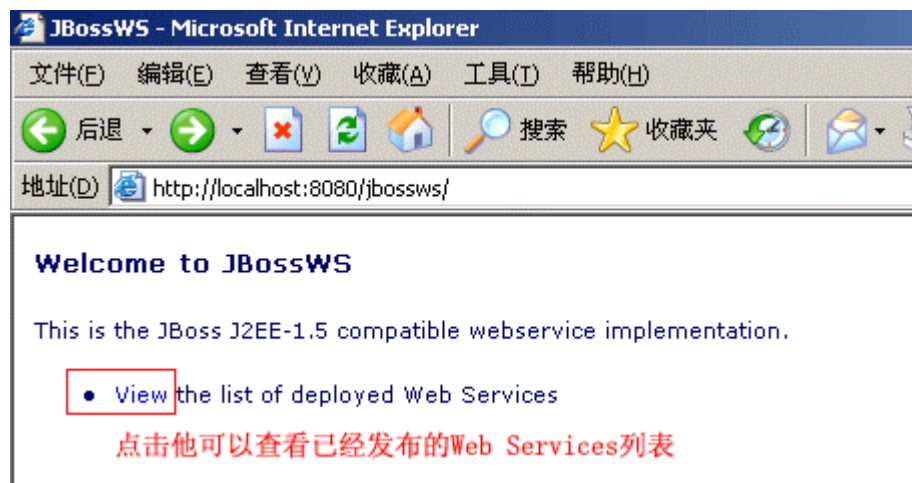 JBossWS - Microsoft Internet Explorer
文件(F) 编辑(E) 查看(V) 收藏(A) 工具(T) 帮助(H)
后退 搜索 收藏夹
地址(D) http://localhost:8080/jbossws/
Welcome to JBossWS
This is the JBoss J2EE-1.5 compatible webservice implementation.
• View the list of deployed Web Services
点击他可以查看已经发布的Web Services列表